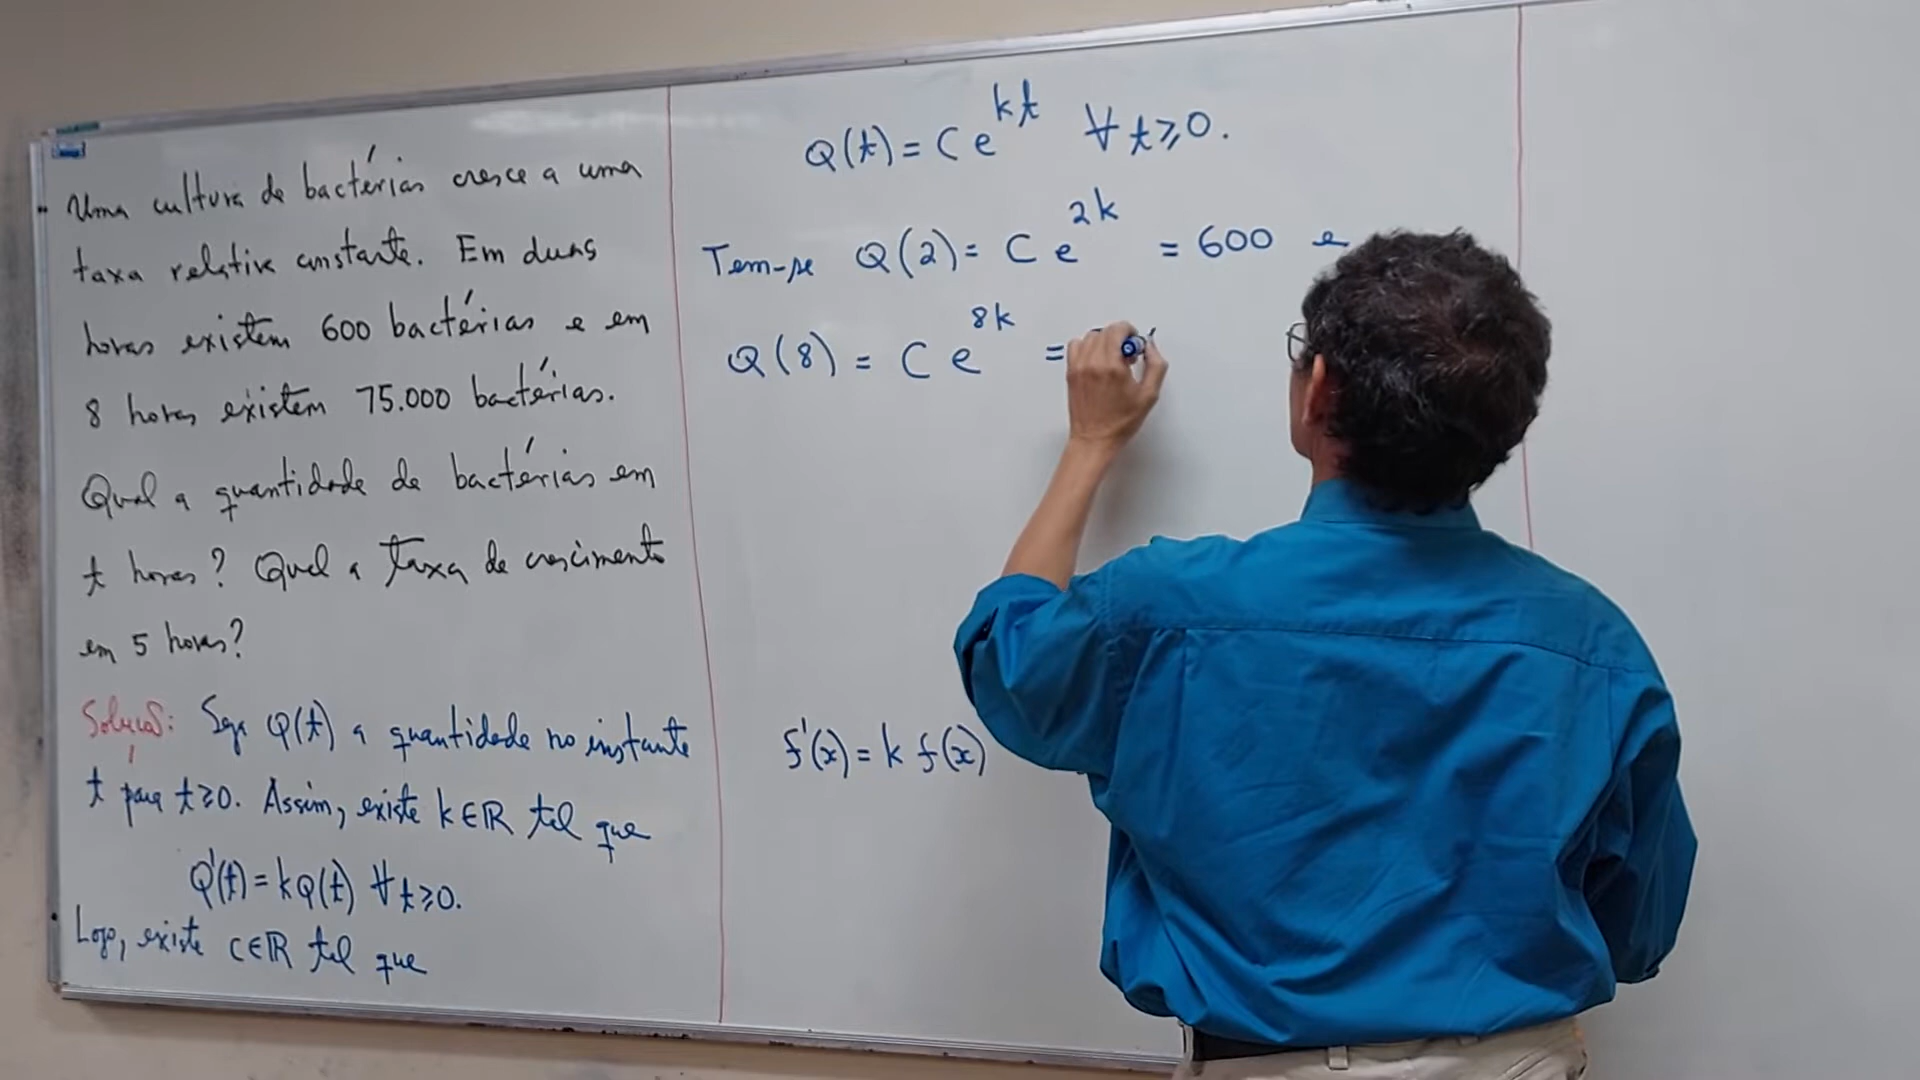 Uma cultura de bactérias cresce a uma
taxa relativa constante. Em duas
horas existem 600 bactérias e em
8 horas existem 75.000 bactérias.
Qual a quantidade de bactérias em
t horas? Qual a taxa de crescimento
em 5 horas?
Solução: Seja Q(t) a quantidade no instante
t para t≥0. Assim, existe k∈ℝ tal que
Q'(t) = kQ(t) ∀t≥0.
Logo, existe C∈ℝ tal que
Q(t) = C e^{kt} ∀t≥0.
Tem-se Q(2) = C e^{2k} = 600 e
Q(8) = C e^{8k} =
f'(x) = k f(x)